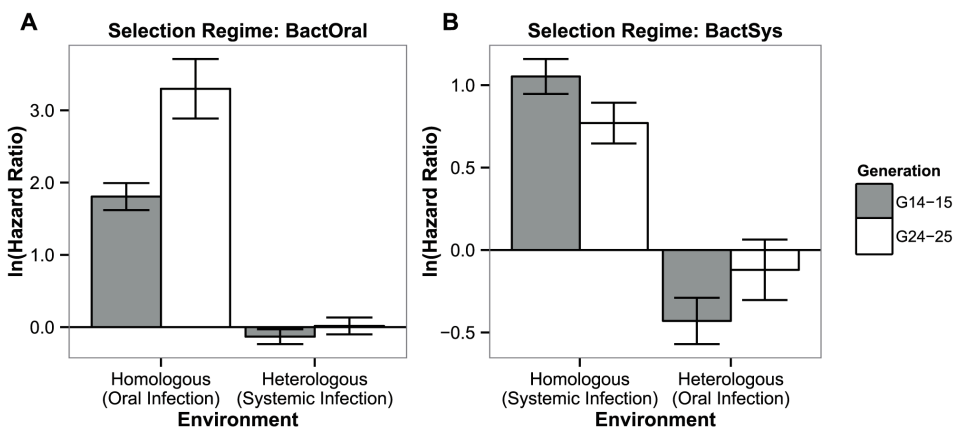 A
Selection Regime: BactOral
ln(Hazard Ratio)
3.0
2.0
1.0
0.0
Homologous
(Oral Infection)
Heterologous
(Systemic Infection)
Environment
B
Selection Regime: BactSys
ln(Hazard Ratio)
1.0
0.5
0.0
−0.5
Homologous
(Systemic Infection)
Heterologous
(Oral Infection)
Environment
Generation
G14−15
G24−25